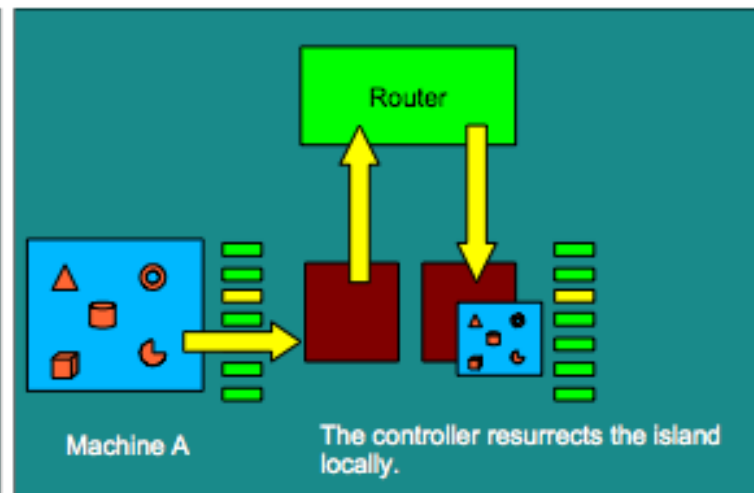 Router
Machine A
The controller resurrects the island
locally.